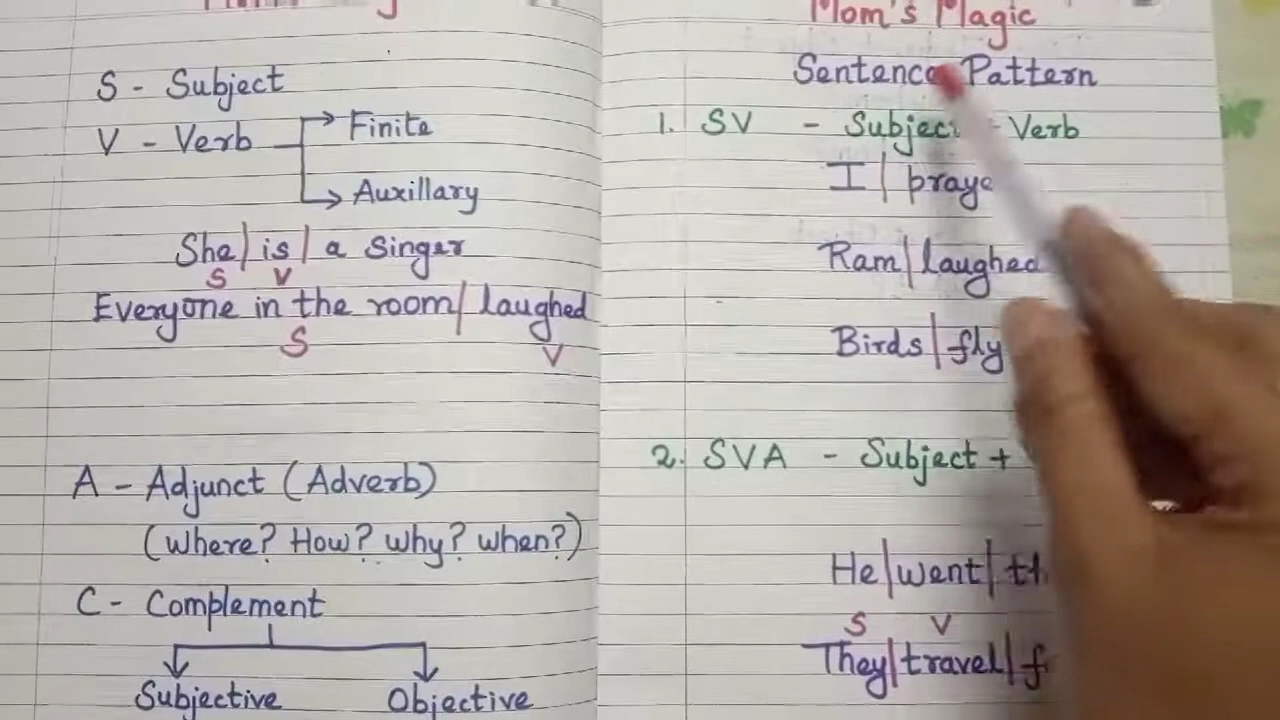 S - Subject
V - Verb
Finite
Auxillary
She | is | a singer
S V
Everyone in the room | laughed
S
V
A - Adjunct (Adverb)
(Where? How? Why? when?)
C - Complement
Subjective Objective
Mom's Magic
Sentence Pattern
1. SV - Subject + Verb
I |
Ram | laughed
Birds | fly
2. SVA - Subject +
He | went |
S V
They | travel |